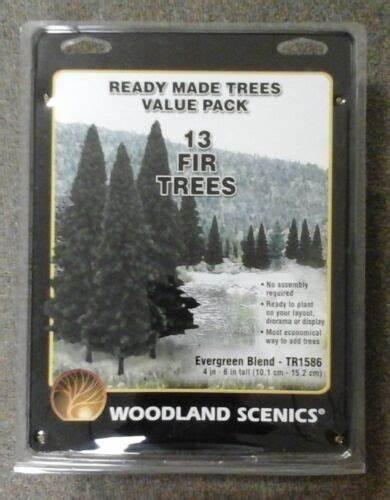 READY MADE TREES
VALUE PACK
13
FIR
TREES
• No assembly
required
• Ready to plant
on your layout,
diorama or display
• Most economical
way to add trees
Evergreen Blend - TR1586
4 in - 6 in tall (10.1 cm - 15.2 cm)
WOODLAND SCENICS®